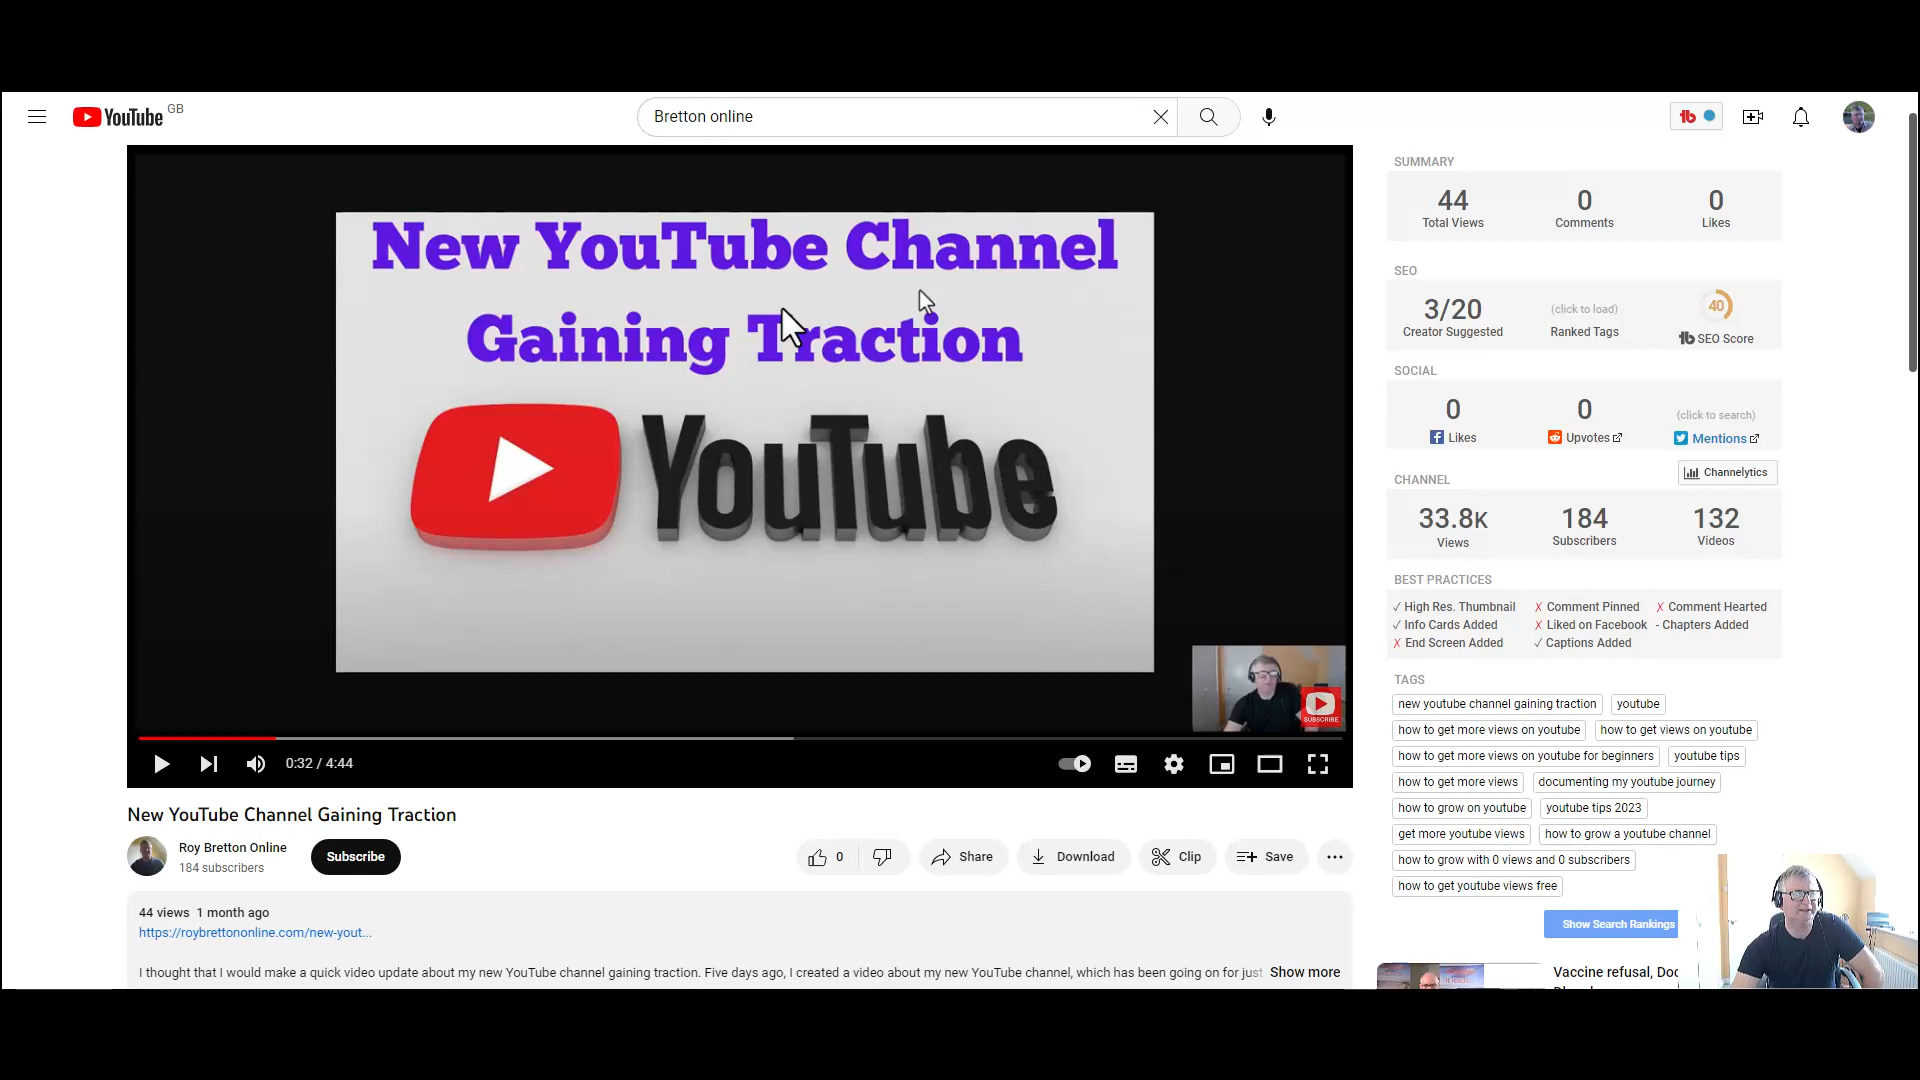 YouTube GB
Bretton online
New YouTube Channel
Gaining Traction
YouTube
SUBSCRIBE
0:32 / 4:44
New YouTube Channel Gaining Traction
Roy Bretton Online
184 subscribers
Subscribe
0
Share
Download
Clip
Save
44 views 1 month ago
https://roybrettononline.com/new-yout...
I thought that I would make a quick video update about my new YouTube channel gaining traction. Five days ago, I created a video about my new YouTube channel, which has been going on for just Show more
SUMMARY
44 0 0
Total Views Comments Likes
SEO
3/20 (click to load) 40
Creator Suggested Ranked Tags tb SEO Score
SOCIAL
0 0 (click to search)
Likes Upvotes Mentions
CHANNEL Channelytics
33.8K 184 132
Views Subscribers Videos
BEST PRACTICES
✓ High Res. Thumbnail ✗ Comment Pinned ✗ Comment Hearted
✓ Info Cards Added ✗ Liked on Facebook - Chapters Added
✗ End Screen Added ✓ Captions Added
TAGS
new youtube channel gaining traction youtube
how to get more views on youtube how to get views on youtube
how to get more views on youtube for beginners youtube tips
how to get more views documenting my youtube journey
how to grow on youtube youtube tips 2023
get more youtube views how to grow a youtube channel
how to grow with 0 views and 0 subscribers
how to get youtube views free
Show Search Rankings
Vaccine refusal, Doc